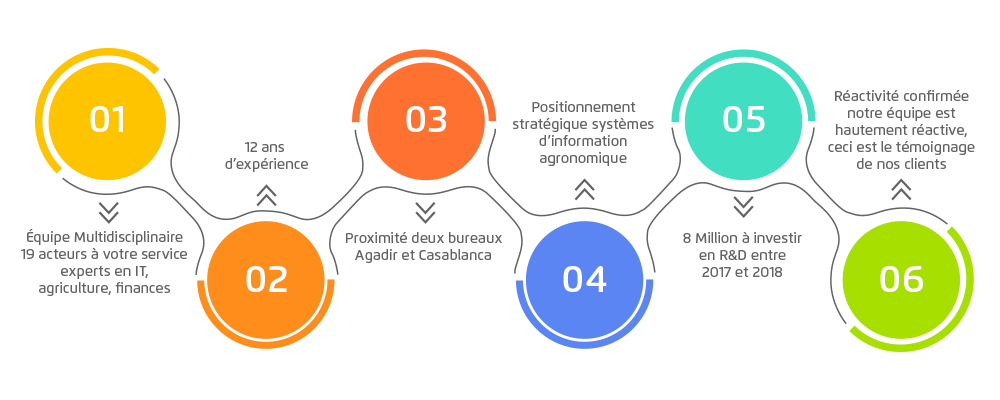 01
Équipe Multidisciplinaire
19 acteurs à votre service
experts en IT,
agriculture, finances
02
12 ans
d'expérience
03
Proximité deux bureaux
Agadir et Casablanca
04
Positionnement
stratégique systèmes
d'information
agronomique
05
8 Million à investir
en R&D entre
2017 et 2018
06
Réactivité confirmée
notre équipe est
hautement réactive,
ceci est le témoignage
de nos clients